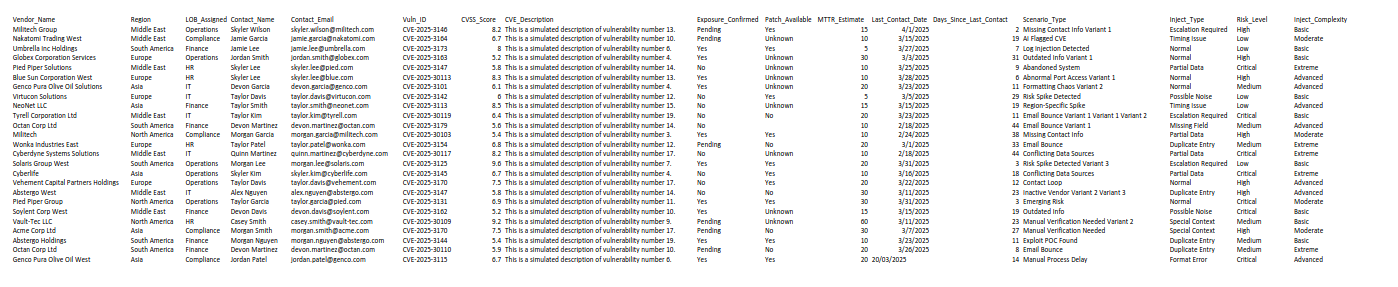 Vendor_Name Region LOB_Assigned Contact_Name Contact_Email Vuln_ID CVSS_Score CVE_Description Exposure_Confirmed Patch_Available MTTR_Estimate Last_Contact_Date Days_Since_Last_Contact Scenario_Type Inject_Type Risk_Level Inject_Complexity
Militech Group Middle East Operations Skyler Wilson skyler.wilson@militech.com CVE-2025-3146 8.2 This is a simulated description of vulnerability number 13. Pending Yes 15 4/1/2025 2 Missing Contact Info Variant 1 Escalation Required High Basic
Nakatomi Trading West Middle East Compliance Jamie Garcia jamie.garcia@nakatomi.com CVE-2025-3164 6.7 This is a simulated description of vulnerability number 10. Pending Unknown 10 3/15/2025 19 AI Flagged CVE Timing Issue Low Moderate
Umbrella Inc Holdings South America Finance Jamie Lee jamie.lee@umbrella.com CVE-2025-3173 8 This is a simulated description of vulnerability number 6. Yes Yes 5 3/27/2025 7 Log Injection Detected Normal Low Basic
Globex Corporation Services Europe Operations Jordan Smith jordan.smith@globex.com CVE-2025-3163 5.2 This is a simulated description of vulnerability number 4. Yes Unknown 30 3/3/2025 31 Outdated Info Variant 1 Normal High Basic
Pied Piper Solutions Middle East HR Skyler Lee skyler.lee@pied.com CVE-2025-3147 5.8 This is a simulated description of vulnerability number 14. No Unknown 10 3/25/2025 9 Abandoned System Partial Data Critical Extreme
Blue Sun Corporation West Europe HR Skyler Lee skyler.lee@blue.com CVE-2025-30113 8.3 This is a simulated description of vulnerability number 13. Yes Unknown 10 3/28/2025 6 Abnormal Port Access Variant 1 Normal High Advanced
Genco Pura Olive Oil Solutions Asia IT Devon Garcia devon.garcia@genco.com CVE-2025-3101 6.1 This is a simulated description of vulnerability number 4. Yes Unknown 20 3/23/2025 11 Formatting Chaos Variant 2 Normal Medium Advanced
Virtucon Solutions Europe IT Taylor Davis taylor.davis@virtucon.com CVE-2025-3142 6 This is a simulated description of vulnerability number 12. No Yes 5 3/5/2025 29 Risk Spike Detected Possible Noise Low Basic
NeoNet LLC Asia Finance Taylor Smith taylor.smith@neonet.com CVE-2025-3113 8.5 This is a simulated description of vulnerability number 15. No Unknown 15 3/15/2025 19 Region-Specific Spike Timing Issue Low Advanced
Tyrell Corporation Ltd Middle East IT Taylor Kim taylor.kim@tyrell.com CVE-2025-30119 6.4 This is a simulated description of vulnerability number 19. No No 20 3/23/2025 11 Email Bounce Variant 1 Variant 1 Variant 2 Escalation Required Critical Basic
Octan Corp Ltd South America Finance Devon Martinez devon.martinez@octan.com CVE-2025-3179 5.6 This is a simulated description of vulnerability number 14. No 10 2/18/2025 44 Email Bounce Variant 1 Missing Field Medium Advanced
Militech North America Compliance Morgan Garcia morgan.garcia@militech.com CVE-2025-30103 5.4 This is a simulated description of vulnerability number 3. Yes Yes 10 2/24/2025 38 Missing Contact Info Partial Data High Moderate
Wonka Industries East Europe HR Taylor Patel taylor.patel@wonka.com CVE-2025-3154 6.8 This is a simulated description of vulnerability number 12. Pending No 20 3/1/2025 33 Email Bounce Duplicate Entry Medium Extreme
Cyberdyne Systems Solutions Middle East IT Quinn Martinez quinn.martinez@cyberdyne.com CVE-2025-30117 8.2 This is a simulated description of vulnerability number 17. No Unknown 10 2/18/2025 44 Conflicting Data Sources Partial Data Critical Extreme
Solaris Group West South America Operations Morgan Lee morgan.lee@solaris.com CVE-2025-3125 9.6 This is a simulated description of vulnerability number 7. Yes Yes 20 3/31/2025 3 Risk Spike Detected Variant 3 Escalation Required Low Basic
Cyberlife Asia Operations Skyler Kim skyler.kim@cyberlife.com CVE-2025-3145 6.7 This is a simulated description of vulnerability number 4. No Yes 10 3/16/2025 18 Conflicting Data Sources Partial Data Critical Extreme
Vehement Capital Partners Holdings Europe Operations Taylor Davis taylor.davis@vehement.com CVE-2025-3170 7.5 This is a simulated description of vulnerability number 17. No Yes 20 3/22/2025 12 Contact Loop Normal High Advanced
Abstergo West Middle East IT Alex Nguyen alex.nguyen@abstergo.com CVE-2025-3147 5.8 This is a simulated description of vulnerability number 14. No No 30 3/11/2025 23 Inactive Vendor Variant 2 Variant 3 Duplicate Entry High Advanced
Pied Piper Group North America Operations Taylor Garcia taylor.garcia@pied.com CVE-2025-3131 6.9 This is a simulated description of vulnerability number 11. Yes Yes 30 3/31/2025 3 Emerging Risk Normal Critical Extreme
Soylent Corp West Middle East Finance Devon Davis devon.davis@soylent.com CVE-2025-3162 5.2 This is a simulated description of vulnerability number 10. Yes Unknown 15 3/15/2025 19 Outdated Info Possible Noise Critical Basic
Vault-Tec LLC North America HR Casey Smith casey.smith@vault-tec.com CVE-2025-30109 9.2 This is a simulated description of vulnerability number 9. Pending Unknown 60 3/11/2025 23 Manual Verification Needed Variant 2 Special Context Medium Basic
Acme Corp Ltd Asia Compliance Morgan Smith morgan.smith@acme.com CVE-2025-3170 7.5 This is a simulated description of vulnerability number 17. Pending No 30 3/7/2025 27 Manual Verification Needed Special Context High Moderate
Abstergo Holdings South America Finance Morgan Nguyen morgan.nguyen@abstergo.com CVE-2025-3144 5.4 This is a simulated description of vulnerability number 19. Yes Yes 10 3/23/2025 11 Exploit POC Found Duplicate Entry Medium Basic
Octan Corp Ltd South America Finance Devon Martinez devon.martinez@octan.com CVE-2025-30110 5.9 This is a simulated description of vulnerability number 10. Pending No 20 3/26/2025 8 Email Bounce Duplicate Entry Medium Extreme
Genco Pura Olive Oil West Asia Compliance Jordan Patel jordan.patel@genco.com CVE-2025-3115 6.7 This is a simulated description of vulnerability number 6. Yes Yes 20 20/03/2025 14 Manual Process Delay Format Error Critical Advanced